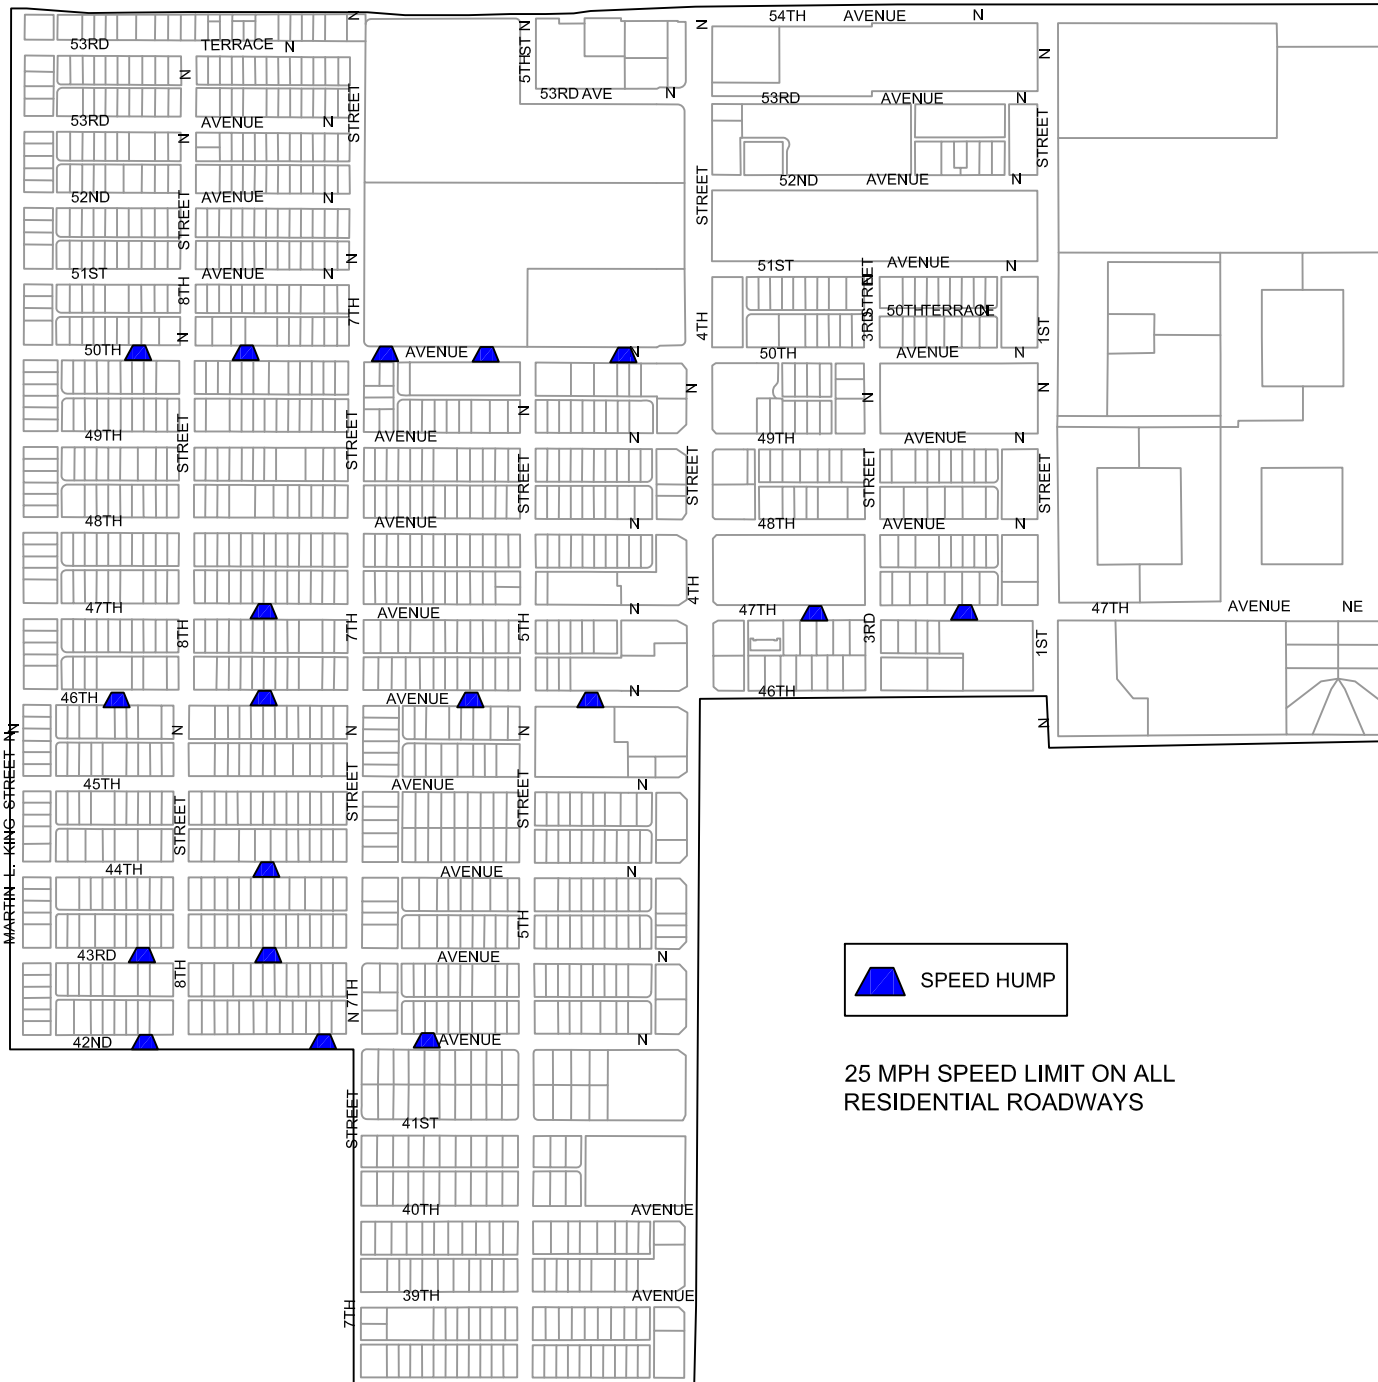 54TH AVENUE N
53RD TERRACE N
5TH ST N
N
N
N
53RD AVE N
53RD AVENUE N
STREET
N
53RD AVENUE N
N
STREET
52ND AVENUE N
STREET
52ND AVENUE N
STREET
N
51ST AVENUE N
51ST AVENUE N
8TH
7TH
N
4TH
3RD STREET N
50TH TERRACE N
1ST
50TH AVENUE N
50TH AVENUE N
N
N
N
N
49TH AVENUE N
49TH AVENUE N
STREET
STREET
STREET
STREET
STREET
STREET
48TH AVENUE N
48TH AVENUE N
4TH
47TH AVENUE N
47TH AVENUE NE
8TH
7TH
5TH
3RD
1ST
46TH AVENUE N
46TH
N
N
N
N
MARTIN L. KING STREET N
N
45TH AVENUE N
STREET
STREET
STREET
44TH AVENUE N
5TH
43RD AVENUE N
8TH
7TH
N
SPEED HUMP
42ND AVENUE N
25 MPH SPEED LIMIT ON ALL
RESIDENTIAL ROADWAYS
STREET
41ST
40TH AVENUE
39TH AVENUE
7TH